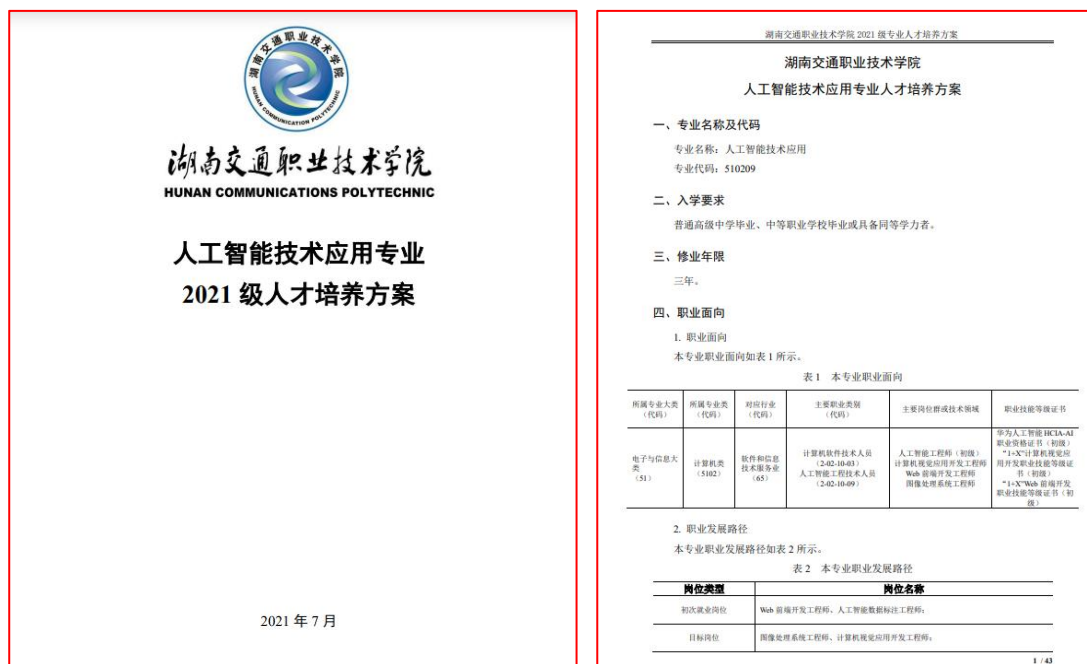 湖南交通职业技术学院
HUNAN COMMUNICATION POLYTECHNIC
湖南交通职业技术学院
HUNAN COMMUNICATIONS POLYTECHNIC
人工智能技术应用专业
2021 级人才培养方案
2021 年 7 月
湖南交通职业技术学院 2021 级专业人才培养方案
湖南交通职业技术学院
人工智能技术应用专业人才培养方案
一、专业名称及代码
专业名称：人工智能技术应用
专业代码：510209
二、入学要求
普通高级中学毕业、中等职业学校毕业或具备同等学力者。
三、修业年限
三年。
四、职业面向
1. 职业面向
本专业职业面向如表 1 所示。
表 1 本专业职业面向
所属专业大类
（代码）
所属专业类
（代码）
对应行业
（代码）
主要职业类别
（代码）
主要岗位群或技术领域
职业技能等级证书
电子与信息大
类
（51）
计算机类
（5102）
软件和信息
技术服务业
（65）
计算机软件技术人员
（2-02-10-03）
人工智能工程技术人员
（2-02-10-09）
人工智能工程师（初级）
计算机视觉应用开发工程师
Web 前端开发工程师
图像处理系统工程师
华为人工智能 HCIA-AI
职业资格证书（初级）
“1+X”计算机视觉应
用开发职业技能等级证
书（初级）
“1+X”Web 前端开发
职业技能等级证书（初
级）
2. 职业发展路径
本专业职业发展路径如表 2 所示。
表 2 本专业职业发展路径
岗位类型
岗位名称
初次就业岗位
Web 前端开发工程师、人工智能数据标注工程师；
目标岗位
图像处理系统工程师、计算机视觉应用开发工程师；
1 / 43